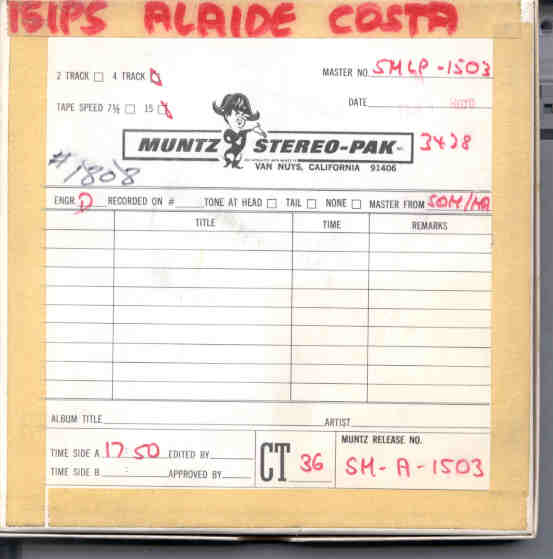 15IPS ALAIDE COSTA
2 TRACK 4 TRACK MASTER NO. SMLP-1503
TAPE SPEED 7½ 15 DATE
MUNTZ STEREO-PAK INC. 3428
VAN NUYS, CALIFORNIA 91406
#1808
ENGR. D RECORDED ON # TONE AT HEAD TAIL NONE MASTER FROM SOM/MA
TITLE TIME REMARKS
ALBUM TITLE ARTIST
TIME SIDE A 17:50 EDITED BY
TIME SIDE B : APPROVED BY
CT 36
MUNTZ RELEASE NO.
SM-A-1503